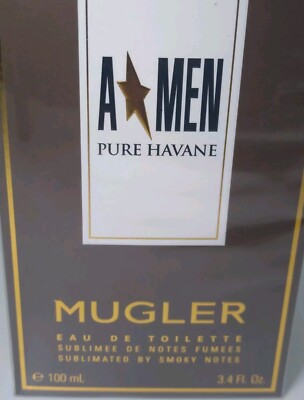 A★MEN
PURE HAVANE
MUGLER
EAU DE TOILETTE
SUBLIMEE DE NOTES FUMEES
SUBLIMATED BY SMOKY NOTES
℮ 100 mL 3.4 Fl. Oz.